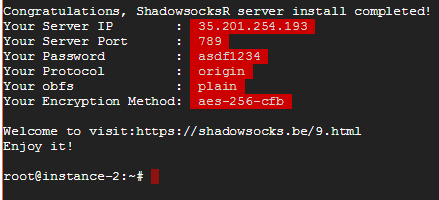 Congratulations, ShadowsocksR server install completed!
Your Server IP        :  35.201.254.193
Your Server Port      :  789
Your Password         :  asdf1234
Your Protocol         :  origin
Your obfs             :  plain
Your Encryption Method:  aes-256-cfb
Welcome to visit:https://shadowsocks.be/9.html
Enjoy it!
root@instance-2:~#